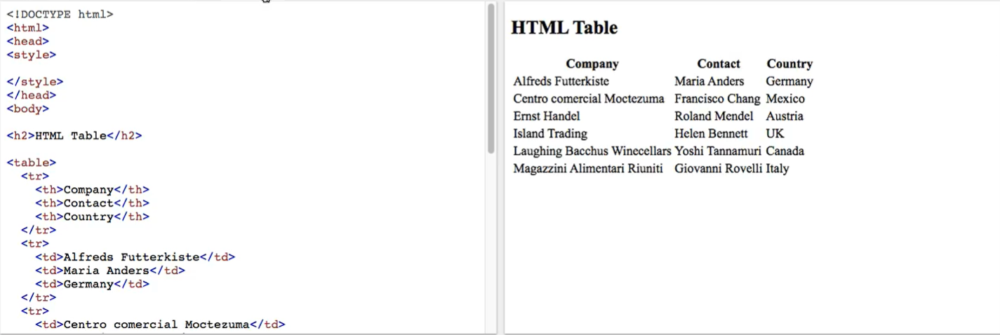 <!DOCTYPE html>
<html>
<head>
<style>
</style>
</head>
<body>
<h2>HTML Table</h2>
<table>
<tr>
<th>Company</th>
<th>Contact</th>
<th>Country</th>
</tr>
<tr>
<td>Alfreds Futterkiste</td>
<td>Maria Anders</td>
<td>Germany</td>
</tr>
<tr>
<td>Centro comercial Moctezuma</td>
HTML Table
Company Contact Country
Alfreds Futterkiste Maria Anders Germany
Centro comercial Moctezuma Francisco Chang Mexico
Ernst Handel Roland Mendel Austria
Island Trading Helen Bennett UK
Laughing Bacchus Winecellars Yoshi Tannamuri Canada
Magazzini Alimentari Riuniti Giovanni Rovelli Italy